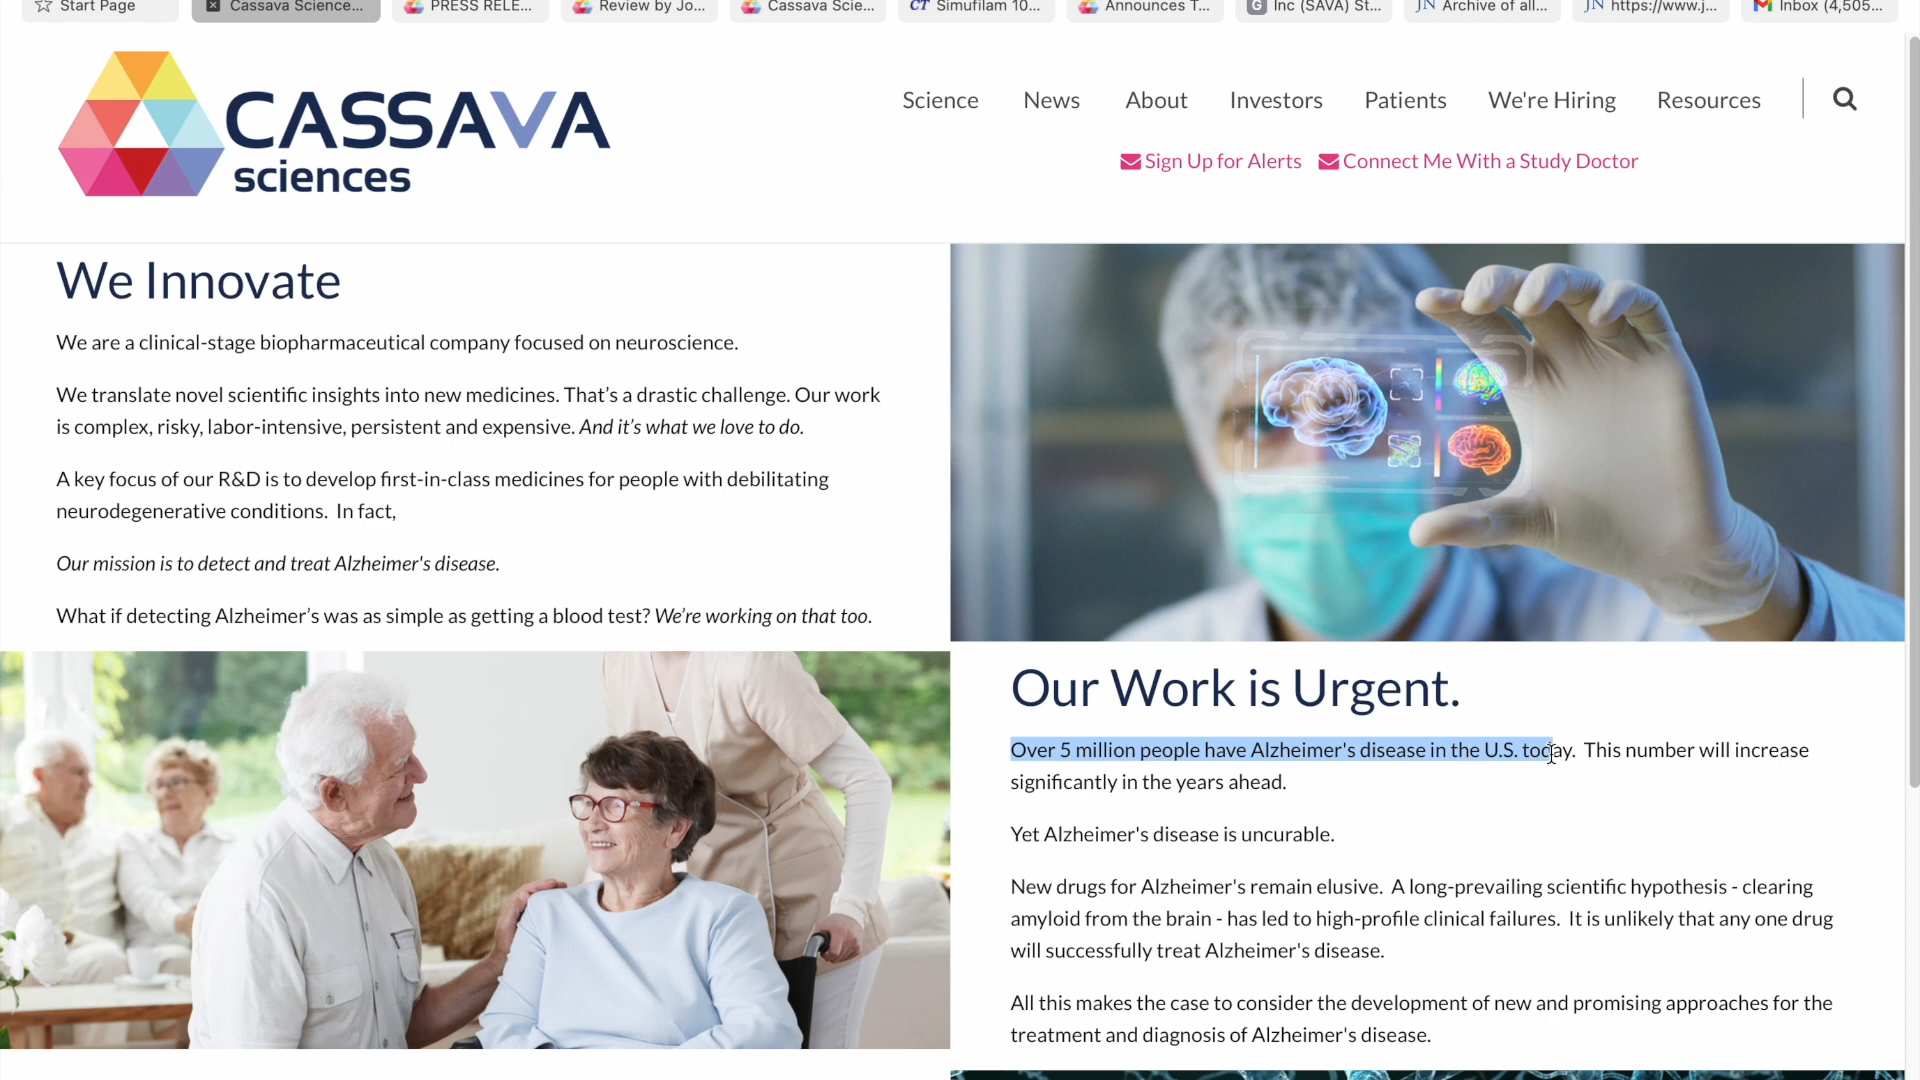 Start Page
Cassava Science...
PRESS RELE...
Review by Jo...
Cassava Scie...
CT Simufilam 10...
Announces T...
G Inc (SAVA) St...
JN Archive of all...
JN https://www.j...
Inbox (4,505...
CASSAVA
sciences
Science News About Investors Patients We're Hiring Resources
Sign Up for Alerts Connect Me With a Study Doctor
We Innovate
We are a clinical-stage biopharmaceutical company focused on neuroscience.
We translate novel scientific insights into new medicines. That’s a drastic challenge. Our work
is complex, risky, labor-intensive, persistent and expensive. And it’s what we love to do.
A key focus of our R&D is to develop first-in-class medicines for people with debilitating
neurodegenerative conditions.  In fact,
Our mission is to detect and treat Alzheimer's disease.
What if detecting Alzheimer’s was as simple as getting a blood test? We’re working on that too.
Our Work is Urgent.
Over 5 million people have Alzheimer's disease in the U.S. today.  This number will increase
significantly in the years ahead.
Yet Alzheimer's disease is uncurable.
New drugs for Alzheimer's remain elusive.  A long-prevailing scientific hypothesis - clearing
amyloid from the brain - has led to high-profile clinical failures.  It is unlikely that any one drug
will successfully treat Alzheimer's disease.
All this makes the case to consider the development of new and promising approaches for the
treatment and diagnosis of Alzheimer's disease.